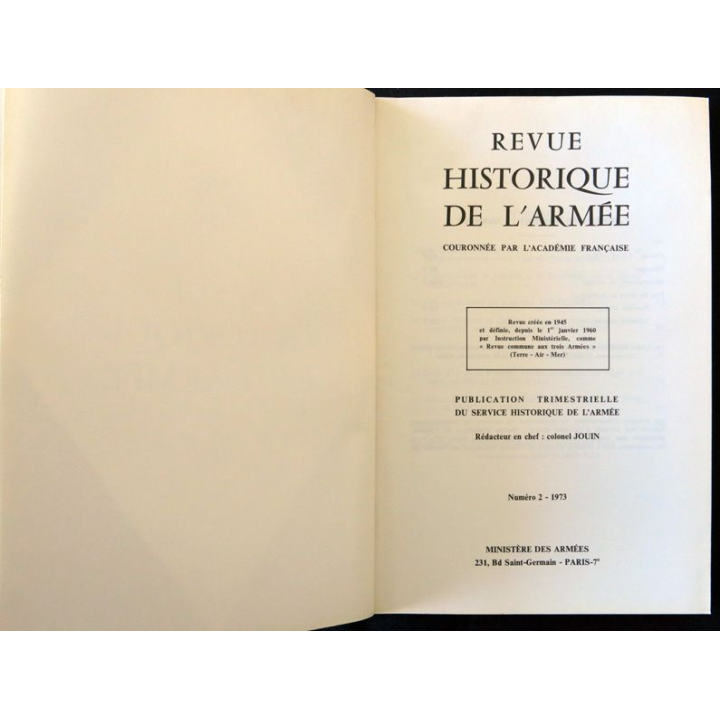 REVUE
HISTORIQUE
DE L'ARMÉE
COURONNÉE PAR L'ACADÉMIE FRANÇAISE
Revue créée en 1945
et définie, depuis le 1er janvier 1960
par Instruction Ministérielle, comme
« Revue commune aux trois Armées »
(Terre - Air - Mer)
PUBLICATION TRIMESTRIELLE
DU SERVICE HISTORIQUE DE L'ARMÉE
Rédacteur en chef : colonel JOUIN
Numéro 2 - 1973
MINISTÈRE DES ARMÉES
231, Bd Saint-Germain - PARIS-7e